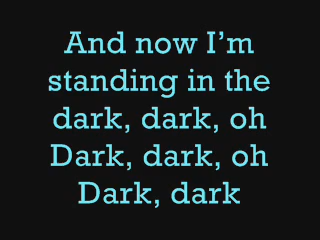 And now I’m
standing in the
dark, dark, oh
Dark, dark, oh
Dark, dark